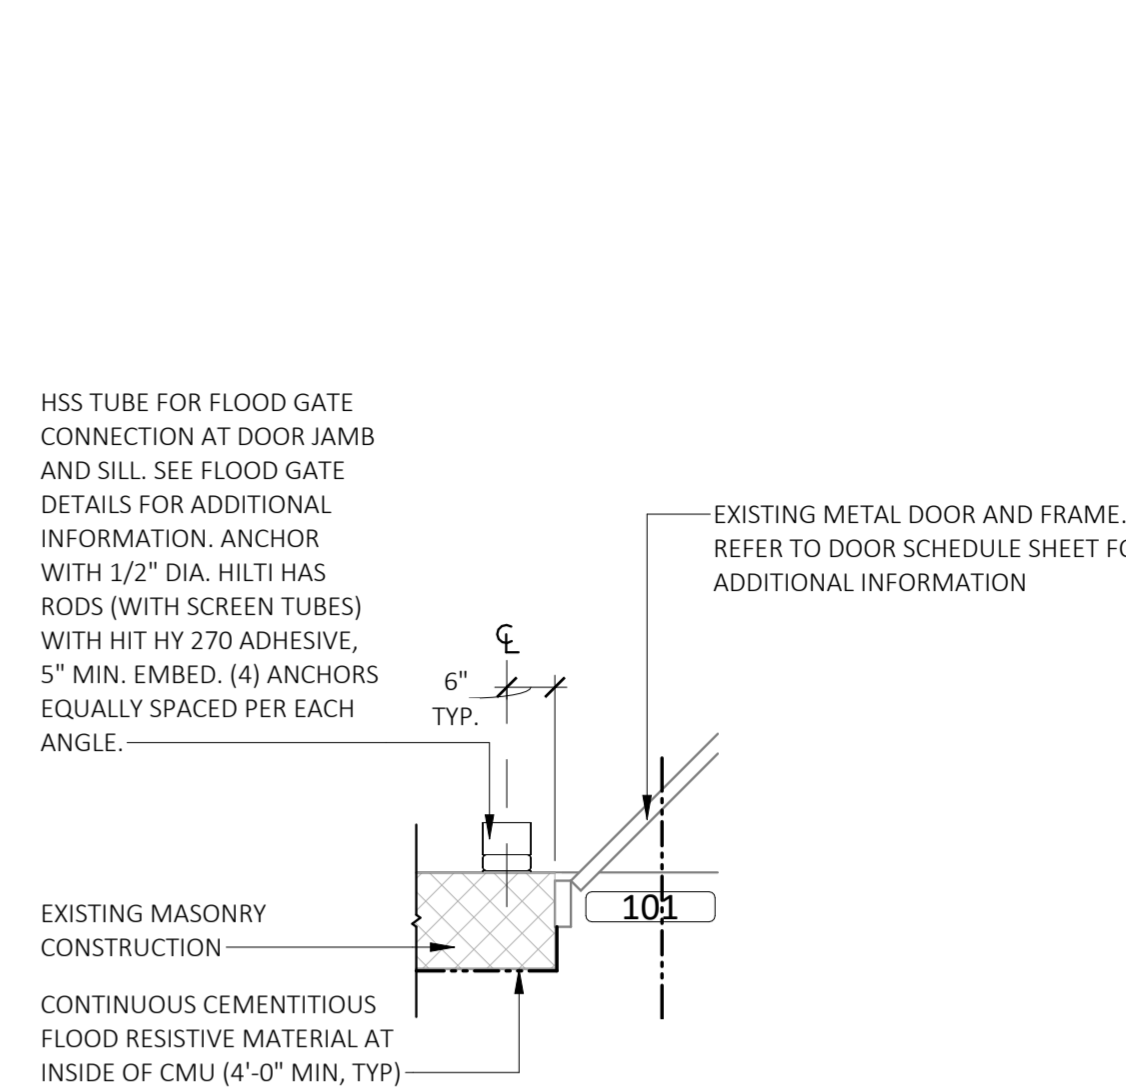 HSS TUBE FOR FLOOD GATE
CONNECTION AT DOOR JAMB
AND SILL. SEE FLOOD GATE
DETAILS FOR ADDITIONAL
INFORMATION. ANCHOR
WITH 1/2" DIA. HILTI HAS
RODS (WITH SCREEN TUBES)
WITH HIT HY 270 ADHESIVE,
5" MIN. EMBED. (4) ANCHORS
EQUALLY SPACED PER EACH
ANGLE.
EXISTING METAL DOOR AND FRAME.
REFER TO DOOR SCHEDULE SHEET
ADDITIONAL INFORMATION
℄
6"
TYP.
101
EXISTING MASONRY
CONSTRUCTION
CONTINUOUS CEMENTITIOUS
FLOOD RESISTIVE MATERIAL AT
INSIDE OF CMU (4'-0" MIN, TYP)